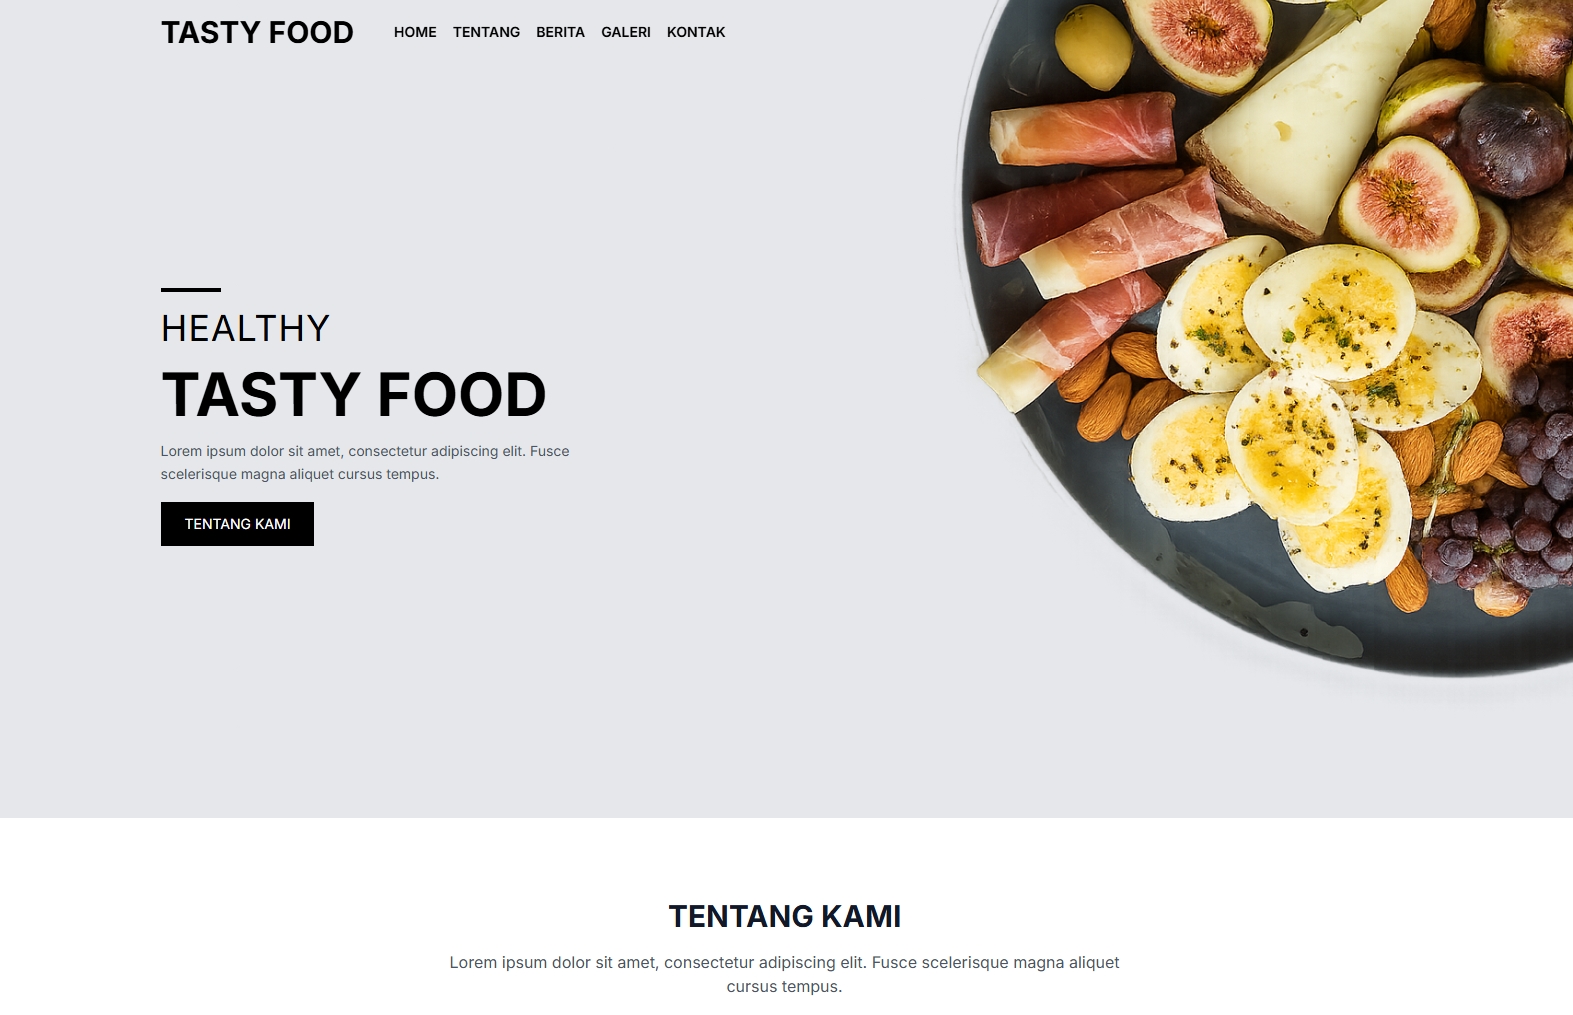 TASTY FOOD
HOME TENTANG BERITA GALERI KONTAK
HEALTHY
TASTY FOOD
Lorem ipsum dolor sit amet, consectetur adipiscing elit. Fusce
scelerisque magna aliquet cursus tempus.
TENTANG KAMI
TENTANG KAMI
Lorem ipsum dolor sit amet, consectetur adipiscing elit. Fusce scelerisque magna aliquet
cursus tempus.